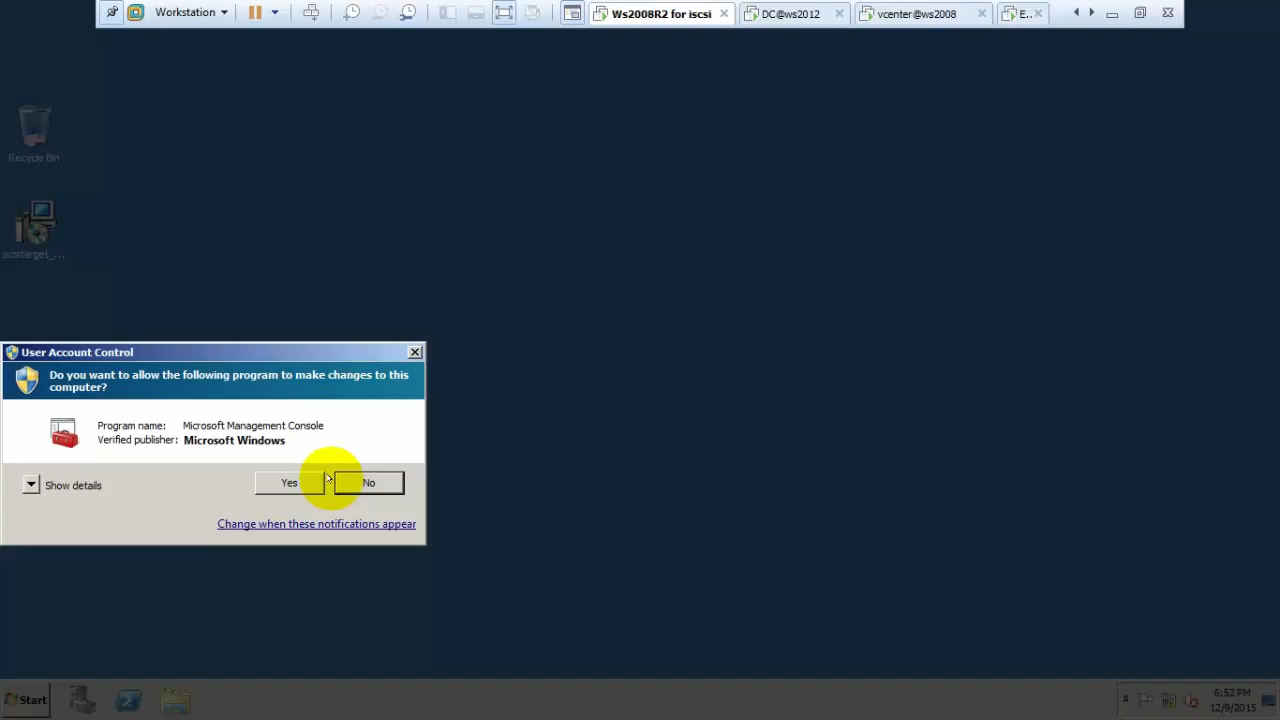 Workstation
Ws2008R2 for iscsi
DC@ws2012
vcenter@ws2008
E..
Recycle Bin
iscsitarget_...
User Account Control
Do you want to allow the following program to make changes to this
computer?
Program name: Microsoft Management Console
Verified publisher: Microsoft Windows
Show details
Yes
No
Change when these notifications appear
Start
6:52 PM
12/9/2015